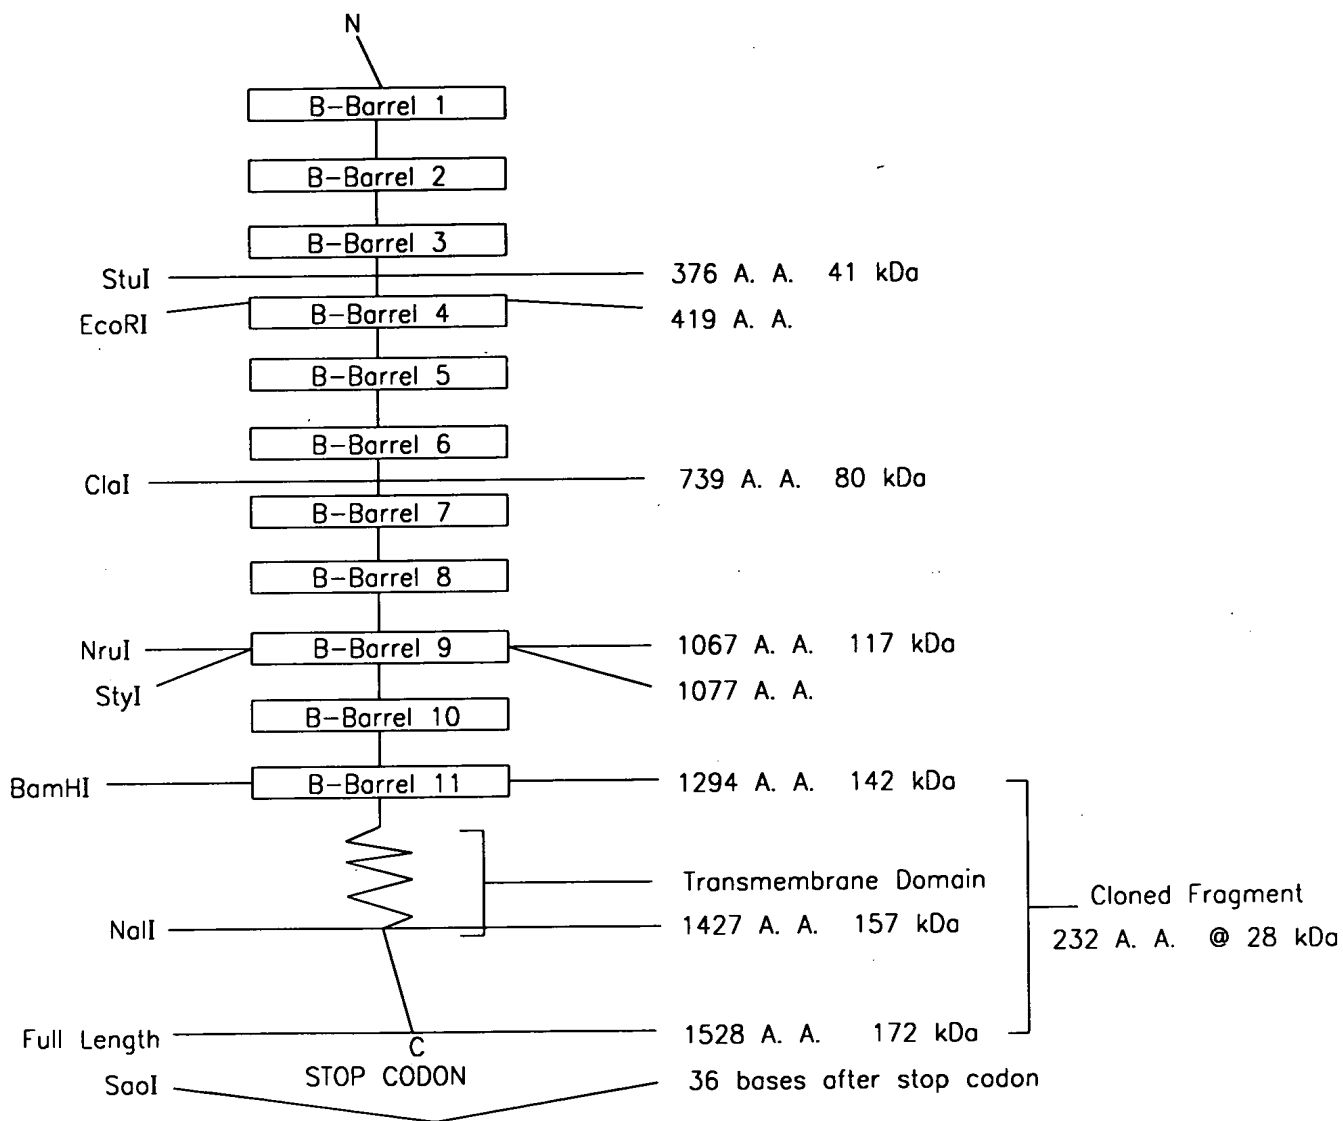 N
B-Barrel 1
B-Barrel 2
B-Barrel 3
StuI 376 A. A. 41 kDa
EcoRI B-Barrel 4 419 A. A.
B-Barrel 5
B-Barrel 6
ClaI 739 A. A. 80 kDa
B-Barrel 7
B-Barrel 8
NruI B-Barrel 9 1067 A. A. 117 kDa
StyI 1077 A. A.
B-Barrel 10
BamHI B-Barrel 11 1294 A. A. 142 kDa
Transmembrane Domain
Cloned Fragment
NalI 1427 A. A. 157 kDa
232 A. A. @ 28 kDa
Full Length 1528 A. A. 172 kDa
C
STOP CODON
SaoI 36 bases after stop codon